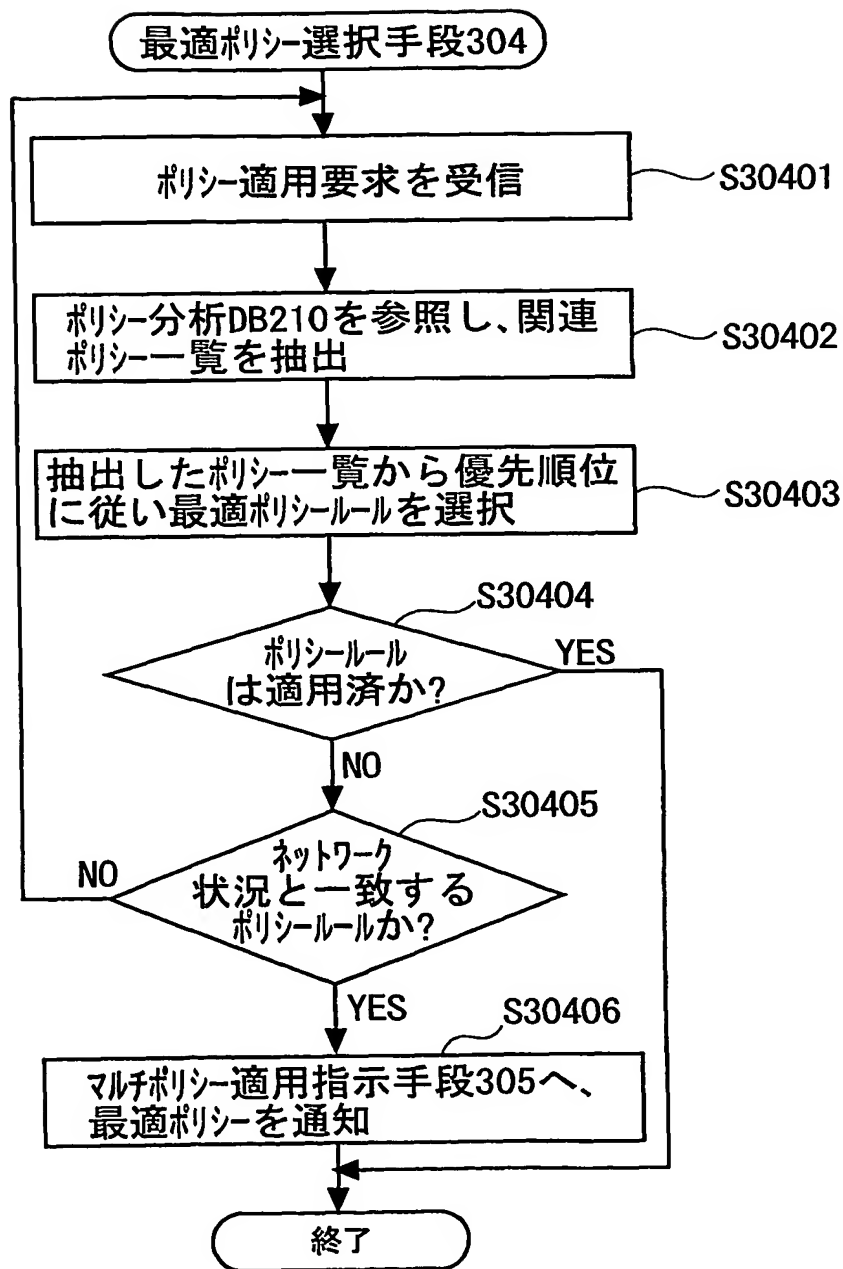 最適ポリシー選択手段304
ポリシー適用要求を受信
S30401
ポリシー分析DB210を参照し、関連
ポリシー一覧を抽出
S30402
抽出したポリシー一覧から優先順位
に従い最適ポリシールールを選択
S30403
S30404
ポリシールール
は適用済か?
YES
NO
S30405
ネットワーク
状況と一致する
ポリシールールか?
NO
YES
S30406
マルチポリシー適用指示手段305へ、
最適ポリシーを通知
終了